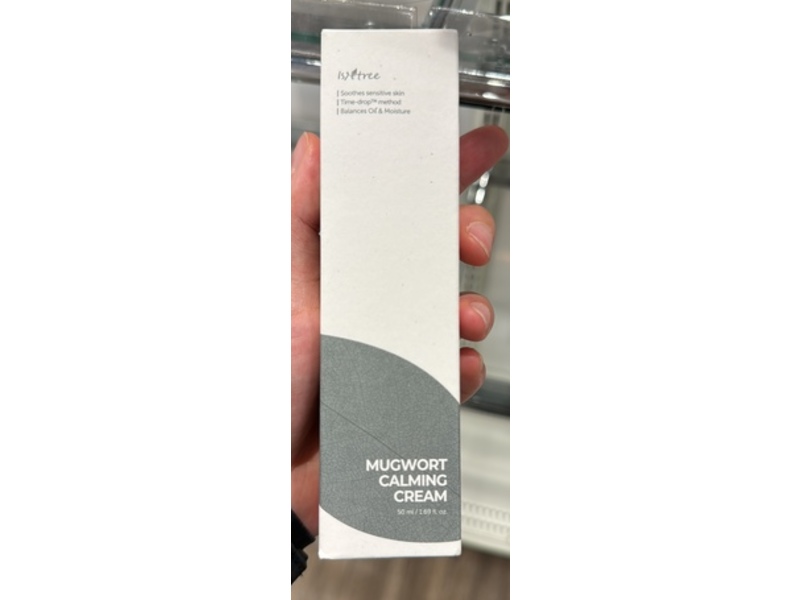 isntree
Soothes sensitive skin
Time-drop™ method
Balances Oil & Moisture
MUGWORT
CALMING
CREAM
50 ml / 1.69 fl. oz.